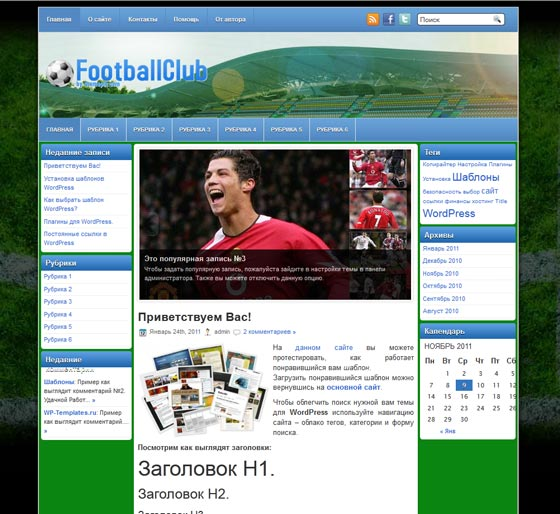 Главная О сайте Контакты Помощь От автора
Поиск
FootballClub
ГЛАВНАЯ РУБРИКА 1 РУБРИКА 2 РУБРИКА 3 РУБРИКА 4 РУБРИКА 5 РУБРИКА 6
Недавние записи
Приветствуем Вас!
Установка шаблонов
WordPress
Как выбрать шаблон
WordPress?
Плагины для WordPress.
Постоянные ссылки в
WordPress
Рубрики
Рубрика 1
Рубрика 2
Рубрика 3
Рубрика 4
Рубрика 5
Рубрика 6
Недавние
Шаблоны: Пример как
выглядят комментарий №2.
Удачной Работ... »
WP-Templates.ru: Пример
как выглядят комментарий....
»
7
Это популярная запись №3
Чтобы задать популярную запись, пожалуйста зайдите в настройки темы в панели
администратора. Также вы можете отключить данную опцию.
Приветствуем Вас!
Январь 24th, 2011 admin 2 комментариев »
На данном сайте вы можете
протестировать, как работает
понравившийся вам шаблон.
Загрузить понравившийся шаблон можно
вернувшись на основной сайт.
Чтобы облегчить поиск нужной вам темы
для WordPress используйте навигацию
сайта – облако тегов, категории и форму
поиска.
Посмотрим как выглядят заголовки:
Заголовок H1.
Заголовок H2.
Теги
Копирайтер Настройка Плагины
Установка Шаблоны
безопасность выбор сайт
ссылки финансы хостинг Title
WordPress
Архивы
Январь 2011
Декабрь 2010
Ноябрь 2010
Октябрь 2010
Сентябрь 2010
Август 2010
Календарь
НОЯБРЬ 2011
Пн Вт Ср Чт Пт Сб Вс
1 2 3 4 5 6
7 8 9 10 11 12 13
14 15 16 17 18 19 20
21 22 23 24 25 26 27
28 29 30
« Янв